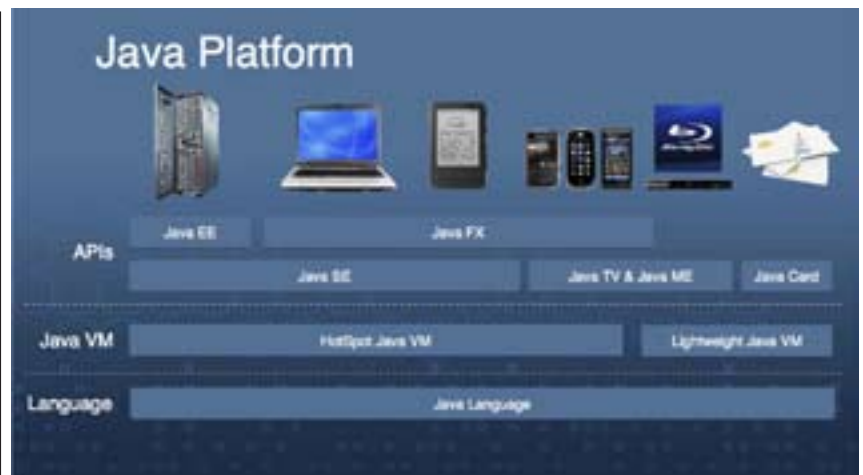 Java Platform
Java EE
Java FX
APIs
Java SE
Java TV & Java ME
Java Card
Java VM
HotSpot Java VM
Lightweight Java VM
Language
Java Language